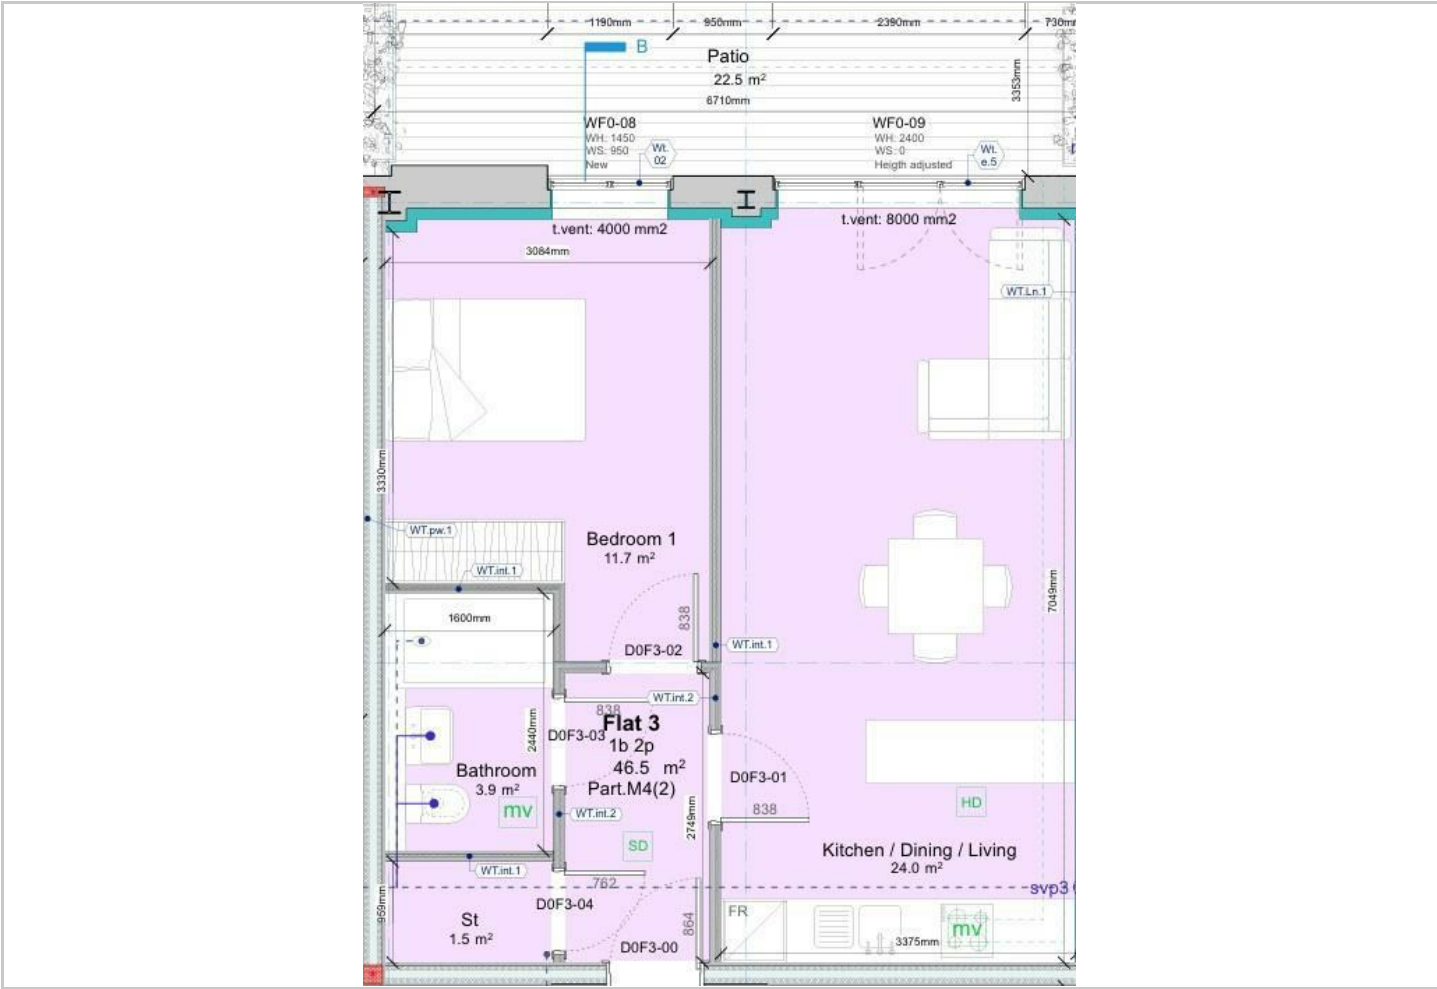 1190mm
950mm
2390mm
B
Patio
22.5 m²
6710mm
3353mm
WF0-08
WH: 1450
WS: 950
New
Wt.
02
WF0-09
WH: 2400
WS: 0
Heigth adjusted
Wt.
e.5
t.vent: 4000 mm2
t.vent: 8000 mm2
3084mm
WT.Ln.1
3330mm
WT.pw.1
Bedroom 1
11.7 m²
WT.int.1
7049mm
1600mm
838
D0F3-02
WT.int.1
WT.int.2
838
Flat 3
D0F3-03
1b 2p
46.5 m²
Part.M4(2)
2440mm
Bathroom
3.9 m²
mv
D0F3-01
838
HD
WT.int.2
2749mm
SD
Kitchen / Dining / Living
24.0 m²
WT.int.1
762
svp3
D0F3-04
959mm
St
1.5 m²
864
D0F3-00
FR
mv
3375mm